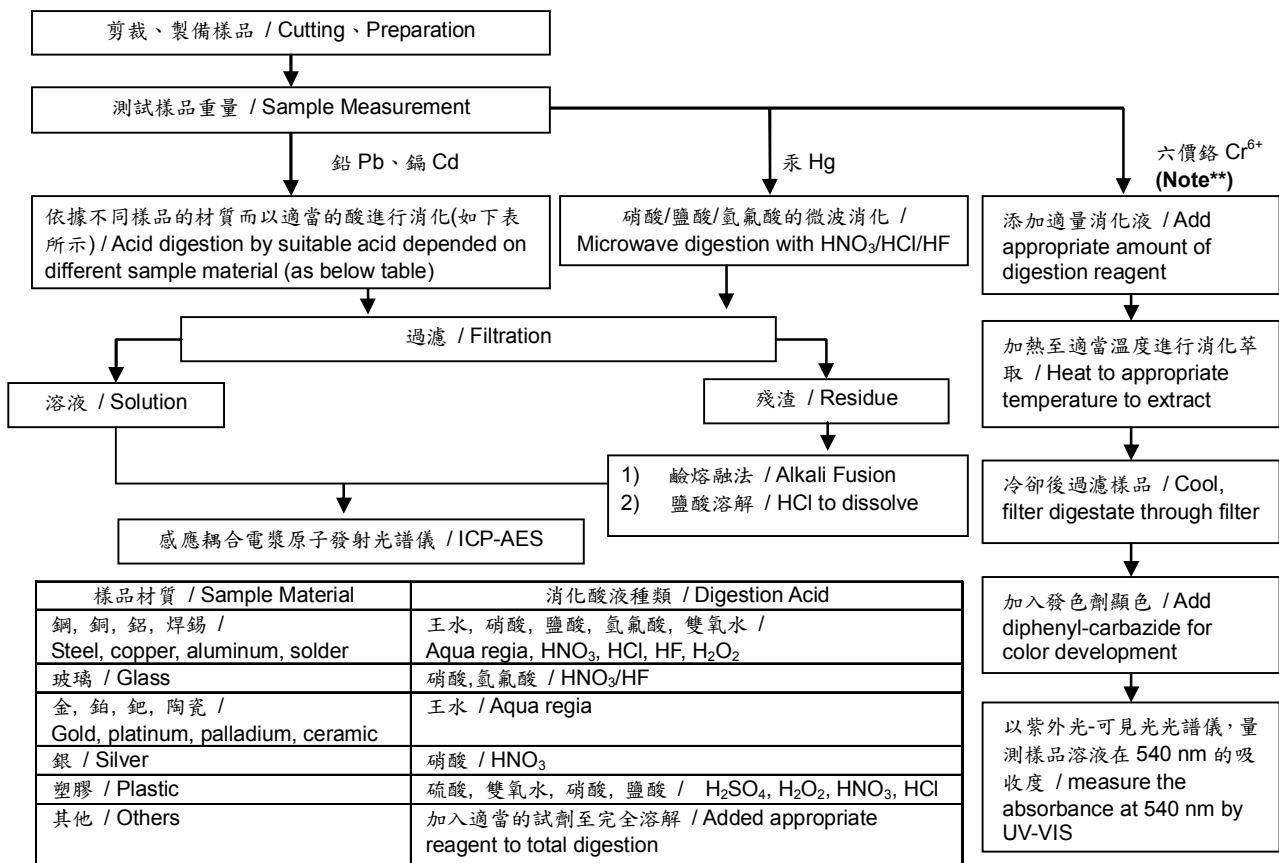 剪裁、製備樣品 / Cutting、Preparation
測試樣品重量 / Sample Measurement
鉛 Pb、鎘 Cd
汞 Hg
六價鉻 Cr⁶⁺
(Note**)
依據不同樣品的材質而以適當的酸進行消化(如下表
所示) / Acid digestion by suitable acid depended on
different sample material (as below table)
硝酸/鹽酸/氫氟酸的微波消化 /
Microwave digestion with HNO₃/HCl/HF
添加適量消化液 / Add
appropriate amount of
digestion reagent
過濾 / Filtration
加熱至適當溫度進行消化萃
取 / Heat to appropriate
temperature to extract
溶液 / Solution
殘渣 / Residue
1) 鹼熔融法 / Alkali Fusion
2) 鹽酸溶解 / HCl to dissolve
冷卻後過濾樣品 / Cool,
filter digestate through filter
感應耦合電漿原子發射光譜儀 / ICP-AES
加入發色劑顯色 / Add
diphenyl-carbazide for
color development
以紫外光-可見光光譜儀，量
測樣品溶液在 540 nm 的吸
收度 / measure the
absorbance at 540 nm by
UV-VIS
樣品材質 / Sample Material
消化酸液種類 / Digestion Acid
鋼, 銅, 鋁, 焊錫 /
Steel, copper, aluminum, solder
王水, 硝酸, 鹽酸, 氫氟酸, 雙氧水 /
Aqua regia, HNO₃, HCl, HF, H₂O₂
玻璃 / Glass
硝酸,氫氟酸 / HNO₃/HF
金, 鉑, 鈀, 陶瓷 /
Gold, platinum, palladium, ceramic
王水 / Aqua regia
銀 / Silver
硝酸 / HNO₃
塑膠 / Plastic
硫酸, 雙氧水, 硝酸, 鹽酸 / H₂SO₄, H₂O₂, HNO₃, HCl
其他 / Others
加入適當的試劑至完全溶解 / Added appropriate
reagent to total digestion